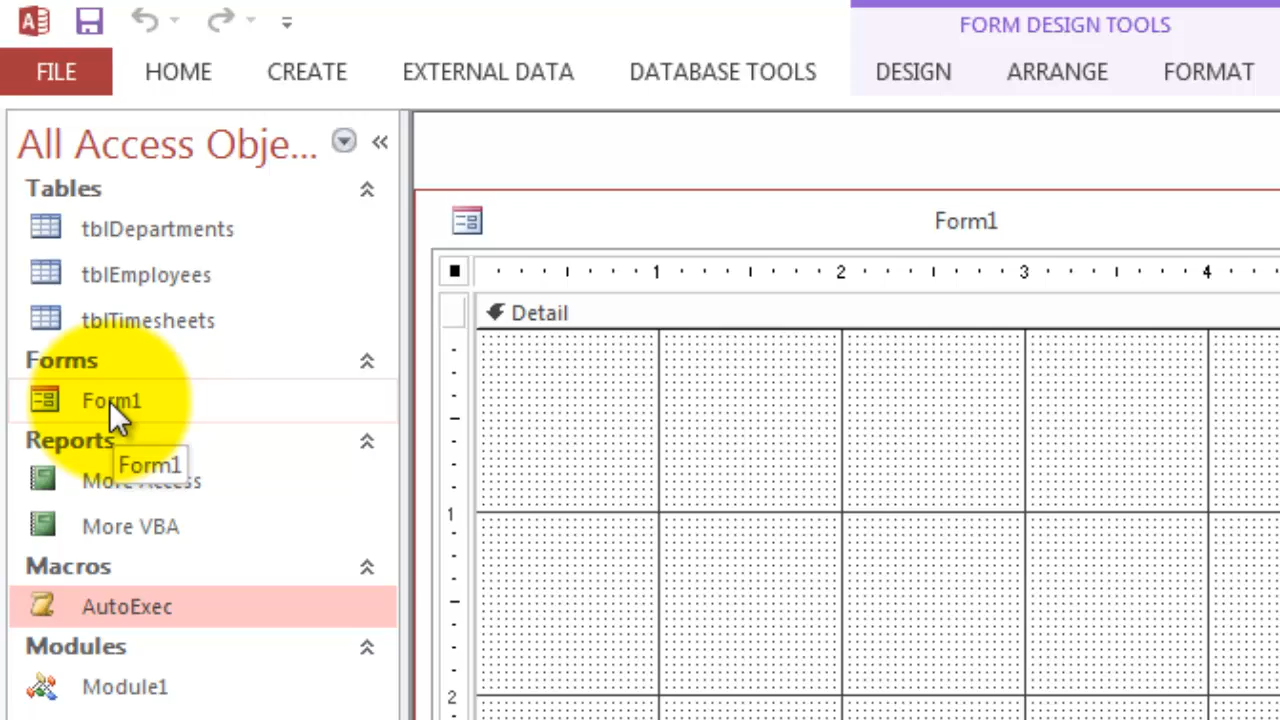 FORM DESIGN TOOLS
FILE HOME CREATE EXTERNAL DATA DATABASE TOOLS DESIGN ARRANGE FORMAT
All Access Obje... «
Tables
tblDepartments
tblEmployees
tblTimesheets
Forms
Form1
Reports
Form1
More Access
More VBA
Macros
AutoExec
Modules
Module1
Form1
1 2 3 4
Detail
1
2